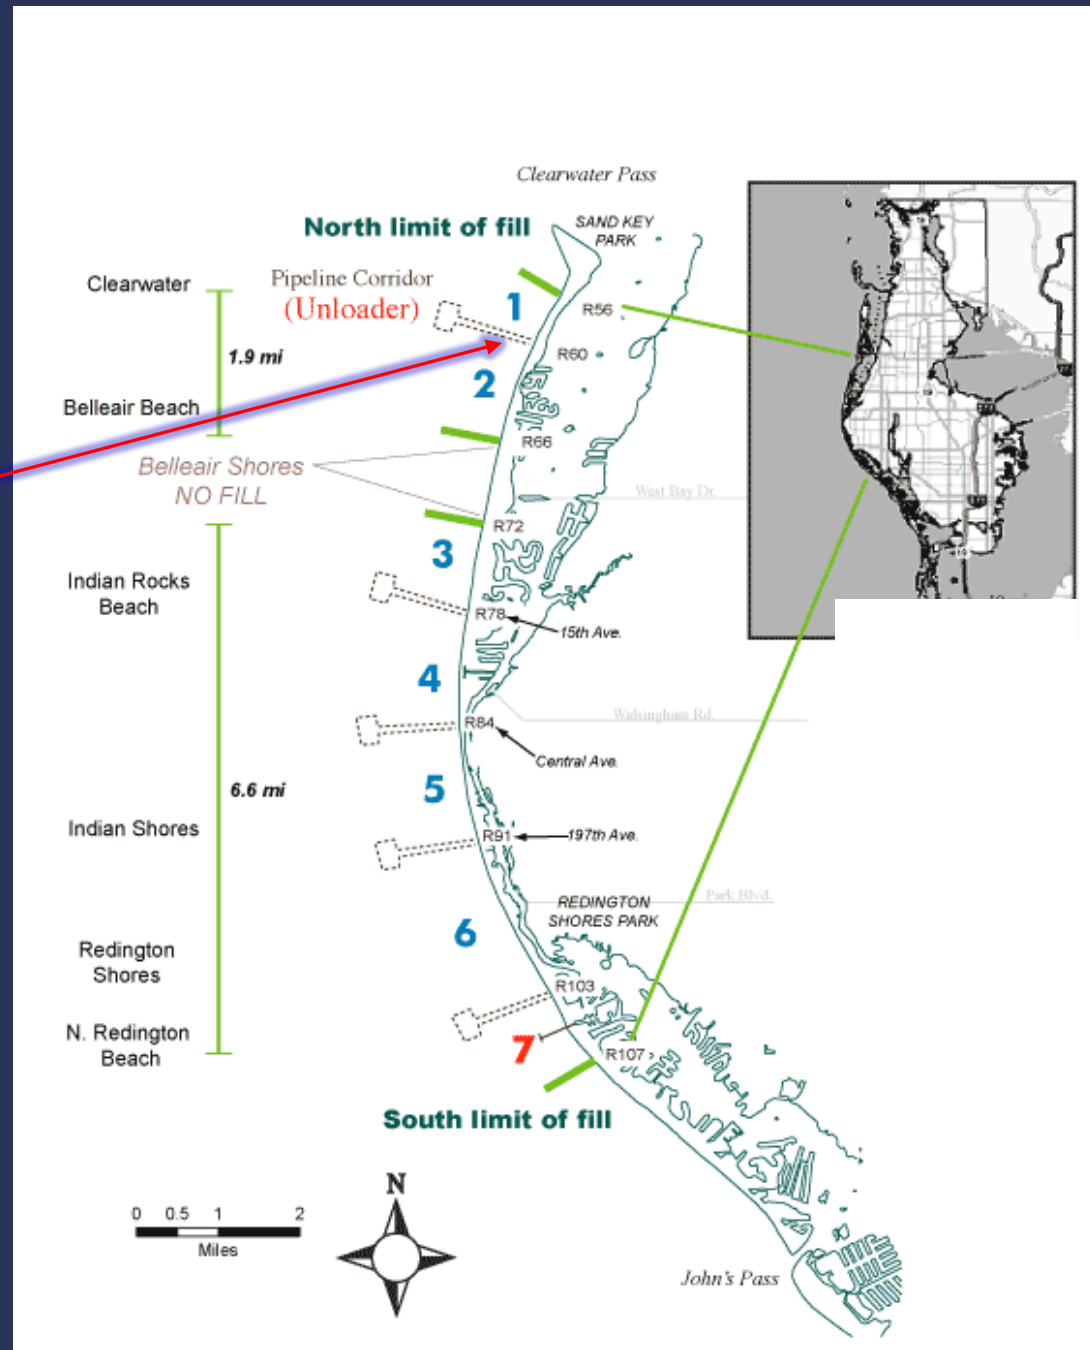 Clearwater Pass
North limit of fill
SAND KEY
PARK
Clearwater
Pipeline Corridor
(Unloader)
1
R56
1.9 mi
R60
2
Belleair Beach
R66
Belleair Shores
NO FILL
West Bay Dr.
R72
3
Indian Rocks
Beach
R78
15th Ave.
4
Walsingham Rd.
R84
Central Ave.
5
6.6 mi
Indian Shores
R91
197th Ave.
Park Blvd.
REDINGTON
SHORES PARK
6
Redington
Shores
R103
N. Redington
Beach
7
R107
South limit of fill
N
0 0.5 1 2
Miles
John's Pass
19